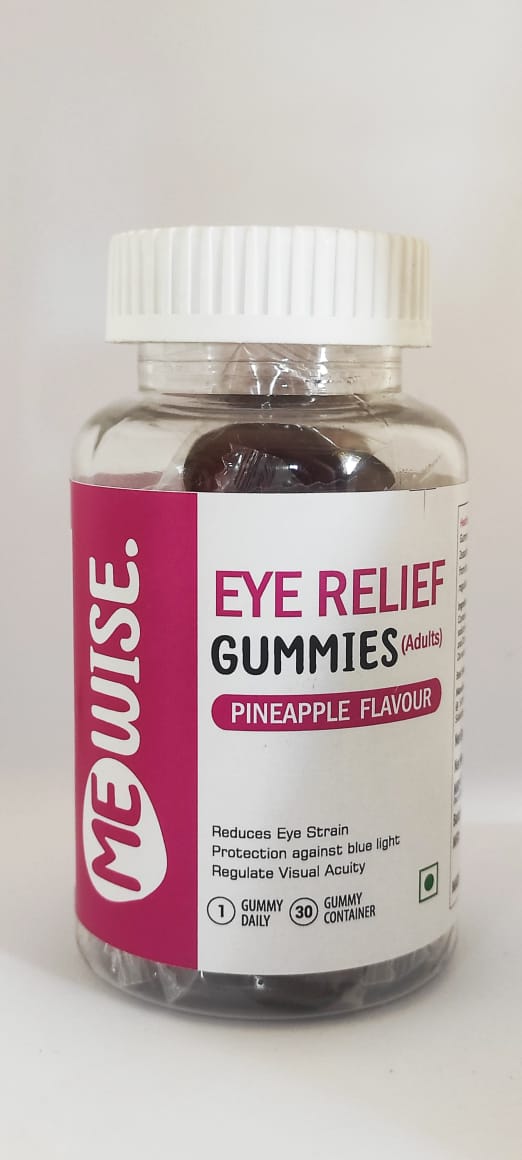 MEWISE.
EYE RELIEF
GUMMIES (Adults)
PINEAPPLE FLAVOUR
Reduces Eye Strain
Protection against blue light
Regulate Visual Acuity
1 GUMMY DAILY
30 GUMMY CONTAINER